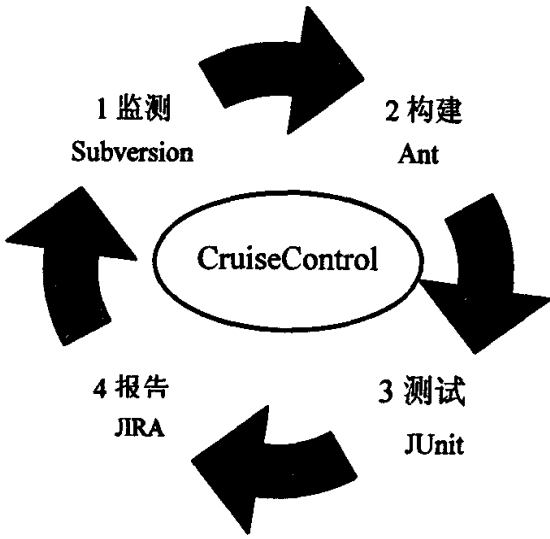 1 监测
Subversion
2 构建
Ant
CruiseControl
3 测试
JUnit
4 报告
JIRA